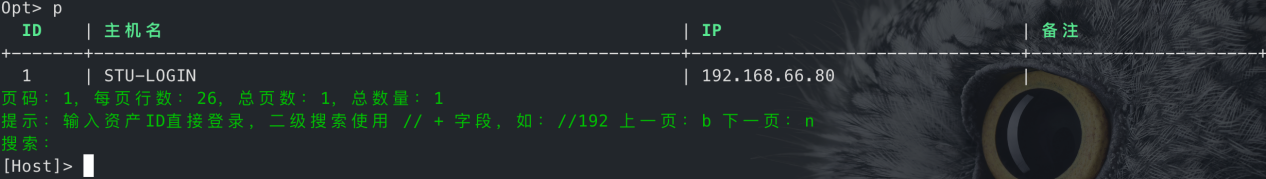 Opt> p
ID | 主机名 | IP | 备注
+-------+----------------------------------------------------------+---------------------------------+-----------------------+
1 | STU-LOGIN | 192.168.66.80 |
页码：1，每页行数：26，总页数：1，总数量：1
提示：输入资产ID直接登录，二级搜索使用 // + 字段，如：//192 上一页：b 下一页：n
搜索：
[Host]>